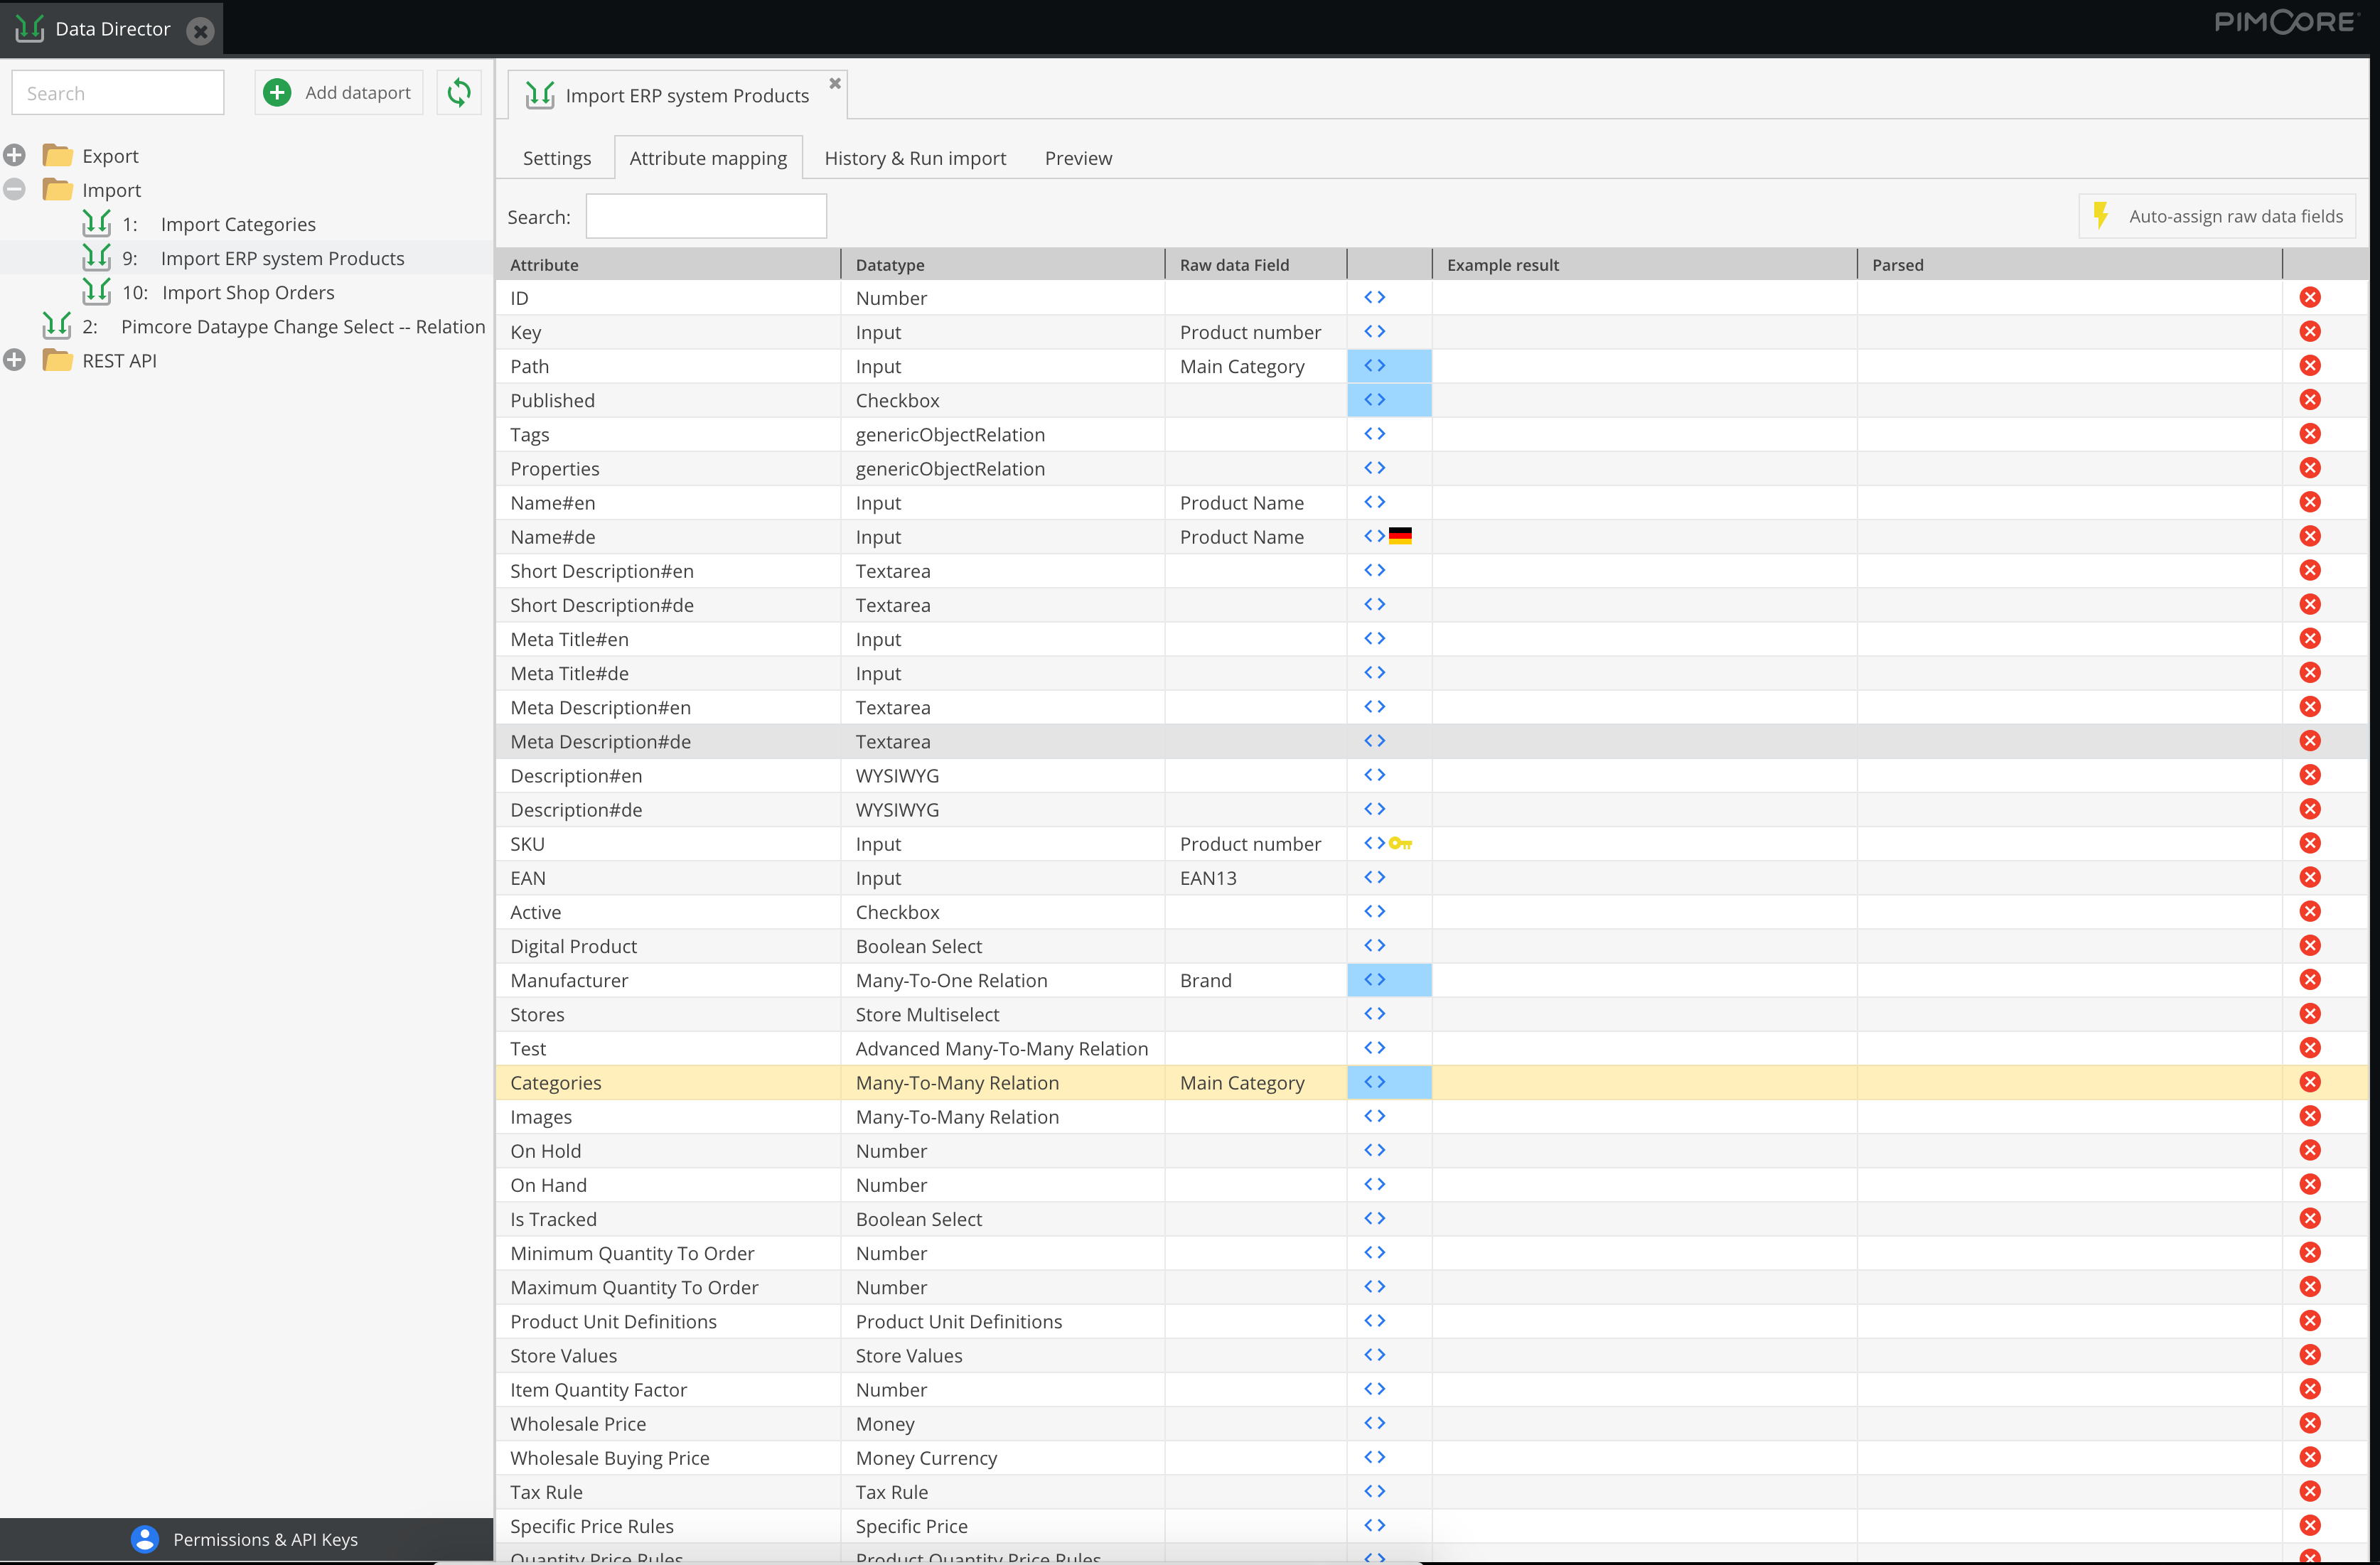 Data Director
PIMCORE
Search
Add dataport
Import ERP system Products
Export
Import
1: Import Categories
9: Import ERP system Products
10: Import Shop Orders
2: Pimcore Dataype Change Select -- Relation
REST API
Settings
Attribute mapping
History & Run import
Preview
Search:
Auto-assign raw data fields
Attribute Datatype Raw data Field Example result Parsed
ID Number
Key Input Product number
Path Input Main Category
Published Checkbox
Tags genericObjectRelation
Properties genericObjectRelation
Name#en Input Product Name
Name#de Input Product Name
Short Description#en Textarea
Short Description#de Textarea
Meta Title#en Input
Meta Title#de Input
Meta Description#en Textarea
Meta Description#de Textarea
Description#en WYSIWYG
Description#de WYSIWYG
SKU Input Product number
EAN Input EAN13
Active Checkbox
Digital Product Boolean Select
Manufacturer Many-To-One Relation Brand
Stores Store Multiselect
Test Advanced Many-To-Many Relation
Categories Many-To-Many Relation Main Category
Images Many-To-Many Relation
On Hold Number
On Hand Number
Is Tracked Boolean Select
Minimum Quantity To Order Number
Maximum Quantity To Order Number
Product Unit Definitions Product Unit Definitions
Store Values Store Values
Item Quantity Factor Number
Wholesale Price Money
Wholesale Buying Price Money Currency
Tax Rule Tax Rule
Specific Price Rules Specific Price
Quantity Price Rules Product Quantity Price Rules
Permissions & API Keys